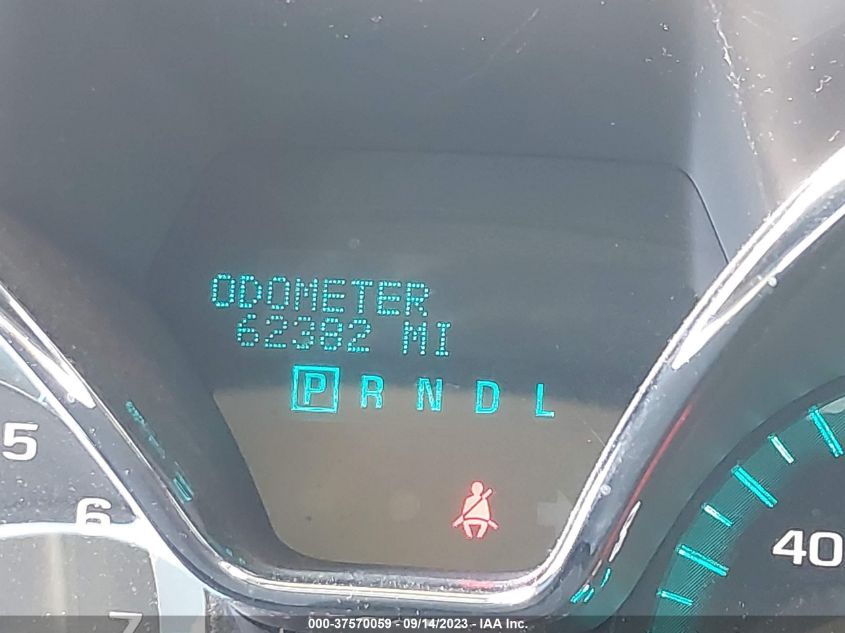 ODOMETER
62382 MI
P R N D L
5
6
7
40
000-37570059 - 09/14/2023 - IAA Inc.